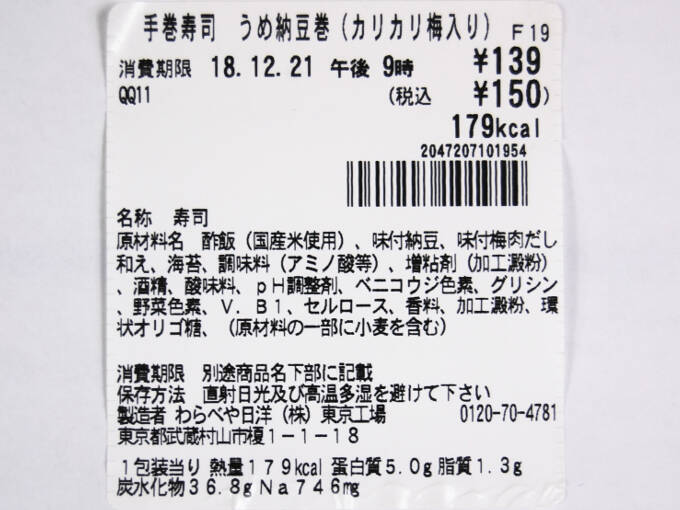 手巻寿司 うめ納豆巻（カリカリ梅入り） F19
消費期限 18.12.21 午後 9時 ¥139
QQ11 (税込 ¥150)
179kcal
2047207101954
名称 寿司
原材料名 酢飯（国産米使用）、味付納豆、味付梅肉だし
和え、海苔、調味料（アミノ酸等）、増粘剤（加工澱粉）
、酒精、酸味料、ｐＨ調整剤、ベニコウジ色素、グリシン
、野菜色素、Ｖ．Ｂ１、セルロース、香料、加工澱粉、環
状オリゴ糖、（原材料の一部に小麦を含む）
消費期限 別途商品名下部に記載
保存方法 直射日光及び高温多湿を避けて下さい
製造者 わらべや日洋（株）東京工場 0120-70-4781
東京都武蔵村山市榎１－１－１８
１包装当り 熱量１７９kcal 蛋白質５.０g 脂質１.３g
炭水化物３６.８g Ｎａ７４６mg